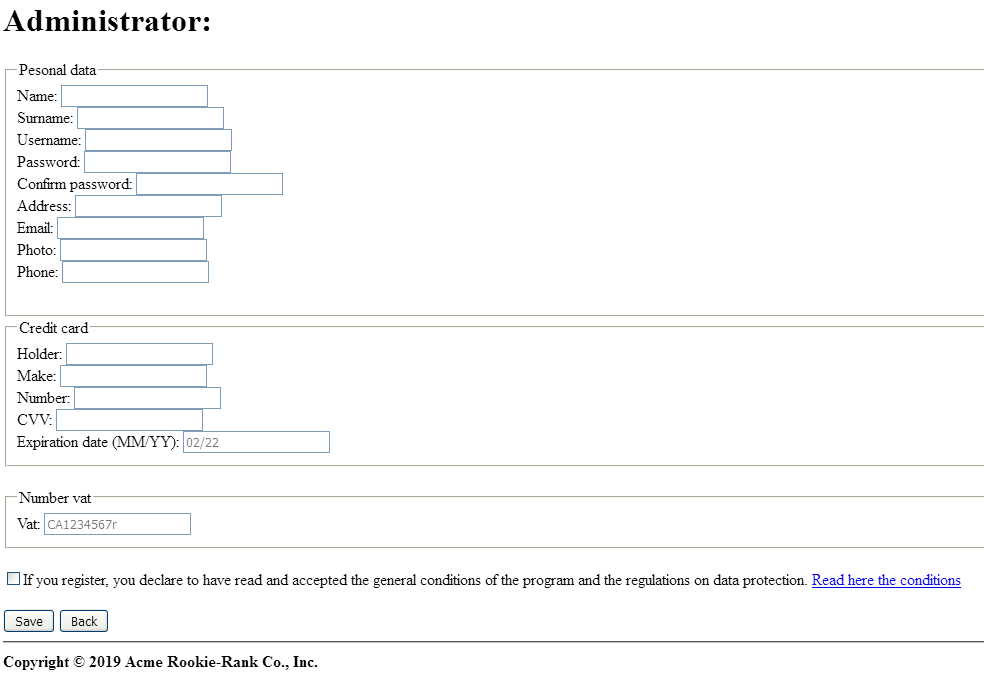 Administrator:
Pesonal data
Name:
Surname:
Username:
Password:
Confirm password:
Address:
Email:
Photo:
Phone:
Credit card
Holder:
Make:
Number:
CVV:
Expiration date (MM/YY): 02/22
Number vat
Vat: CA1234567r
If you register, you declare to have read and accepted the general conditions of the program and the regulations on data protection. Read here the conditions
Save Back
Copyright © 2019 Acme Rookie-Rank Co., Inc.